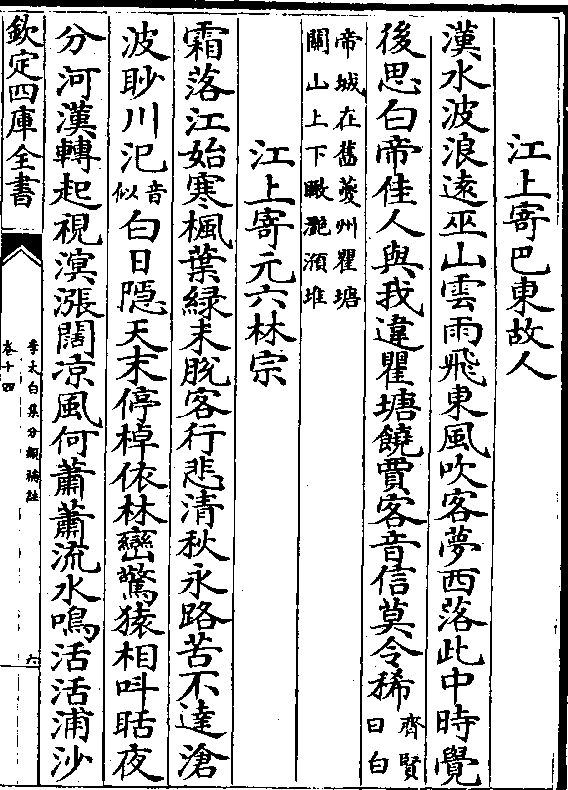 江上寄巴東故人
漢水波浪逺巫山雲雨飛東風吹客夢西落此中時覺
後思白帝佳人與我違瞿塘饒賈客音信莫令稀齊賢曰白
帝城在舊夔州瞿塘
關山上下瞰灔澦堆
江上寄元六林宗
霜落江始寒楓葉緑未脫客行悲清秋永路苦不達滄
波眇川汜音似白日隱天末停棹依林巒驚猿相呌聒夜
分河漢轉起視溟漲闊凉風何蕭蕭流水鳴活活浦沙
欽定四庫全書
李太白集分類補註
卷十四
六